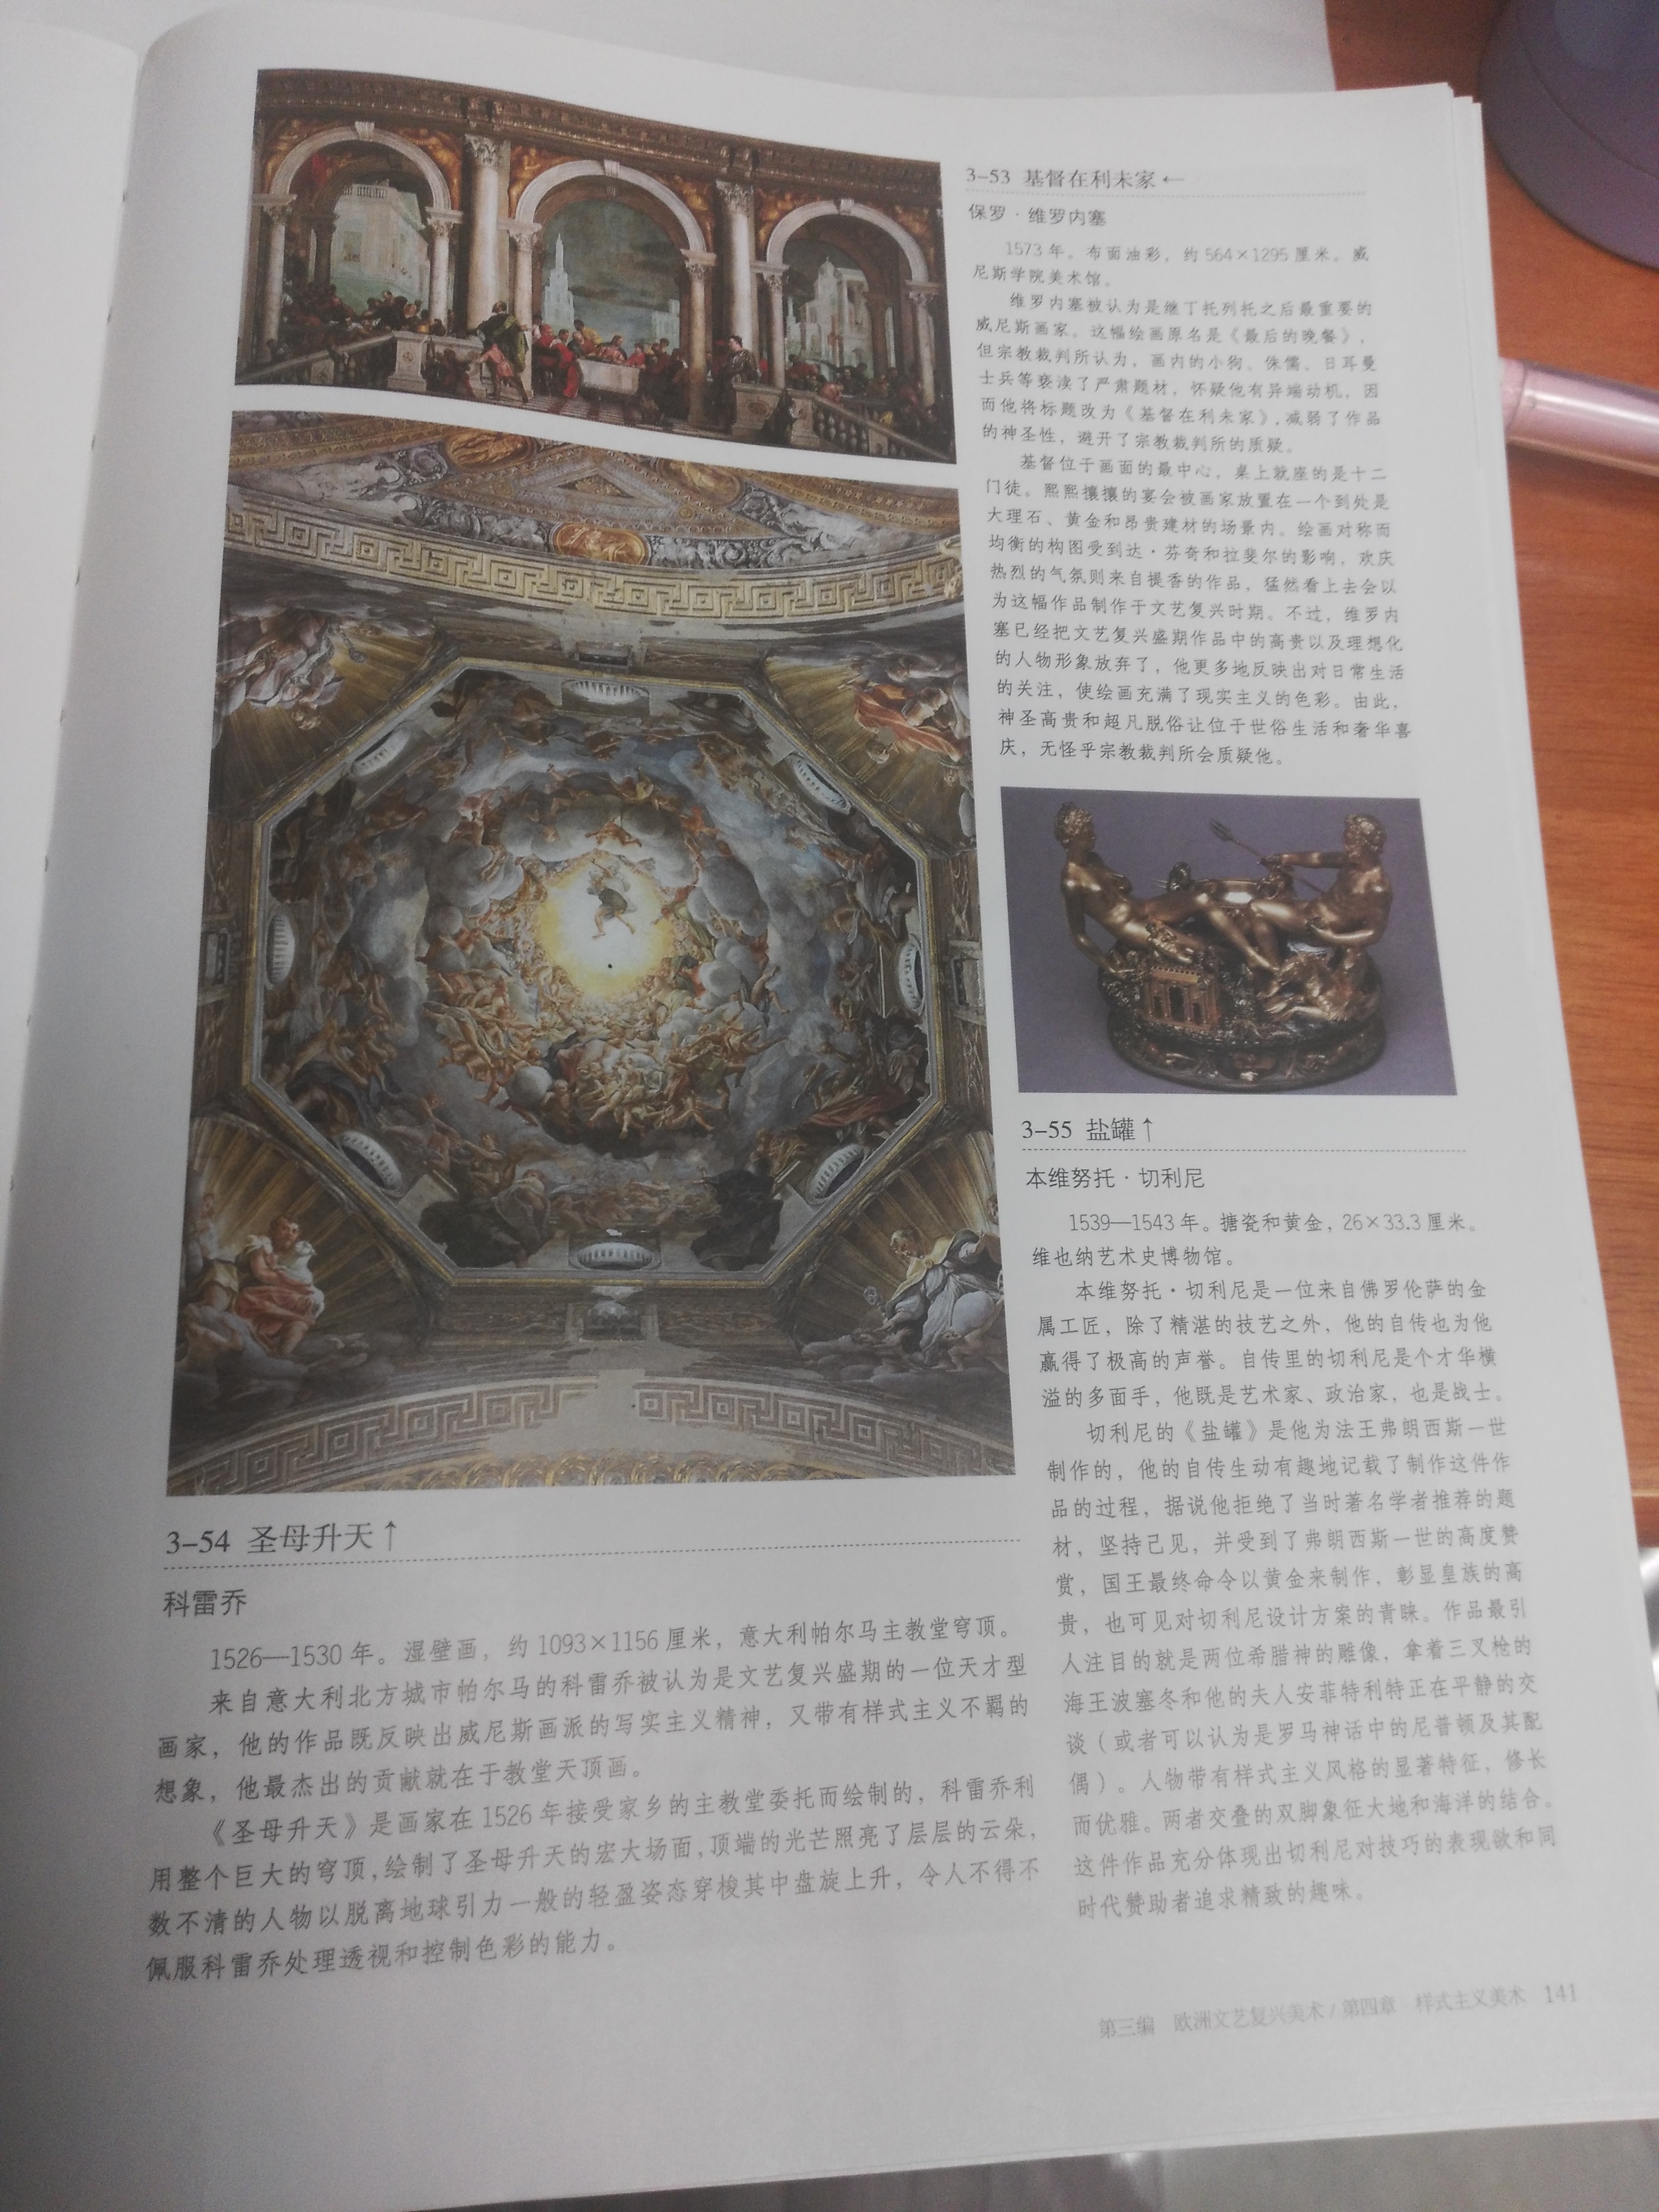 3-53 基督在利未家←
保罗·维罗内塞
1573 年。布面油彩，约 564×1295 厘米。威
尼斯学院美术馆。
维罗内塞被认为是继丁托列托之后最重要的
威尼斯画家。这幅绘画原名是《最后的晚餐》，
但宗教裁判所认为，画内的小狗、侏儒、日耳曼
士兵等亵渎了严肃题材，怀疑他有异端动机，因
而他将标题改为《基督在利未家》，减弱了作品
的神圣性，避开了宗教裁判所的质疑。
基督位于画面的最中心，桌上就座的是十二
门徒。熙熙攘攘的宴会被画家放置在一个到处是
大理石、黄金和昂贵建材的场景内。绘画对称而
均衡的构图受到达·芬奇和拉斐尔的影响，欢庆
热烈的气氛则来自提香的作品，猛然看上去会以
为这幅作品制作于文艺复兴时期。不过，维罗内
塞已经把文艺复兴盛期作品中的高贵以及理想化
的人物形象放弃了，他更多地反映出对日常生活
的关注，使绘画充满了现实主义的色彩。由此，
神圣高贵和超凡脱俗让位于世俗生活和奢华喜
庆，无怪乎宗教裁判所会质疑他。
3-55 盐罐↑
本维努托·切利尼
1539—1543 年。搪瓷和黄金，26×33.3 厘米。
维也纳艺术史博物馆。
本维努托·切利尼是一位来自佛罗伦萨的金
属工匠，除了精湛的技艺之外，他的自传也为他
赢得了极高的声誉。自传里的切利尼是个才华横
溢的多面手，他既是艺术家、政治家，也是战士。
切利尼的《盐罐》是他为法王弗朗西斯一世
制作的，他的自传生动有趣地记载了制作这件作
品的过程，据说他拒绝了当时著名学者推荐的题
材，坚持己见，并受到了弗朗西斯一世的高度赞
赏，国王最终命令以黄金来制作，彰显皇族的高
贵，也可见对切利尼设计方案的青睐。作品最引
人注目的就是两位希腊神的雕像，拿着三叉枪的
海王波塞冬和他的夫人安菲特利特正在平静的交
谈（或者可以认为是罗马神话中的尼普顿及其配
偶）。人物带有样式主义风格的显著特征，修长
而优雅。两者交叠的双脚象征大地和海洋的结合。
这件作品充分体现出切利尼对技巧的表现欲和同
时代赞助者追求精致的趣味。
3-54 圣母升天↑
科雷乔
1526—1530 年。湿壁画，约 1093×1156 厘米，意大利帕尔马主教堂穹顶。
来自意大利北方城市帕尔马的科雷乔被认为是文艺复兴盛期的一位天才型
画家，他的作品既反映出威尼斯画派的写实主义精神，又带有样式主义不羁的
想象，他最杰出的贡献就在于教堂天顶画。
《圣母升天》是画家在 1526 年接受家乡的主教堂委托而绘制的，科雷乔利
用整个巨大的穹顶，绘制了圣母升天的宏大场面，顶端的光芒照亮了层层的云朵，
数不清的人物以脱离地球引力一般的轻盈姿态穿梭其中盘旋上升，令人不得不
佩服科雷乔处理透视和控制色彩的能力。
第三编 欧洲文艺复兴美术 / 第四章 样式主义美术 141